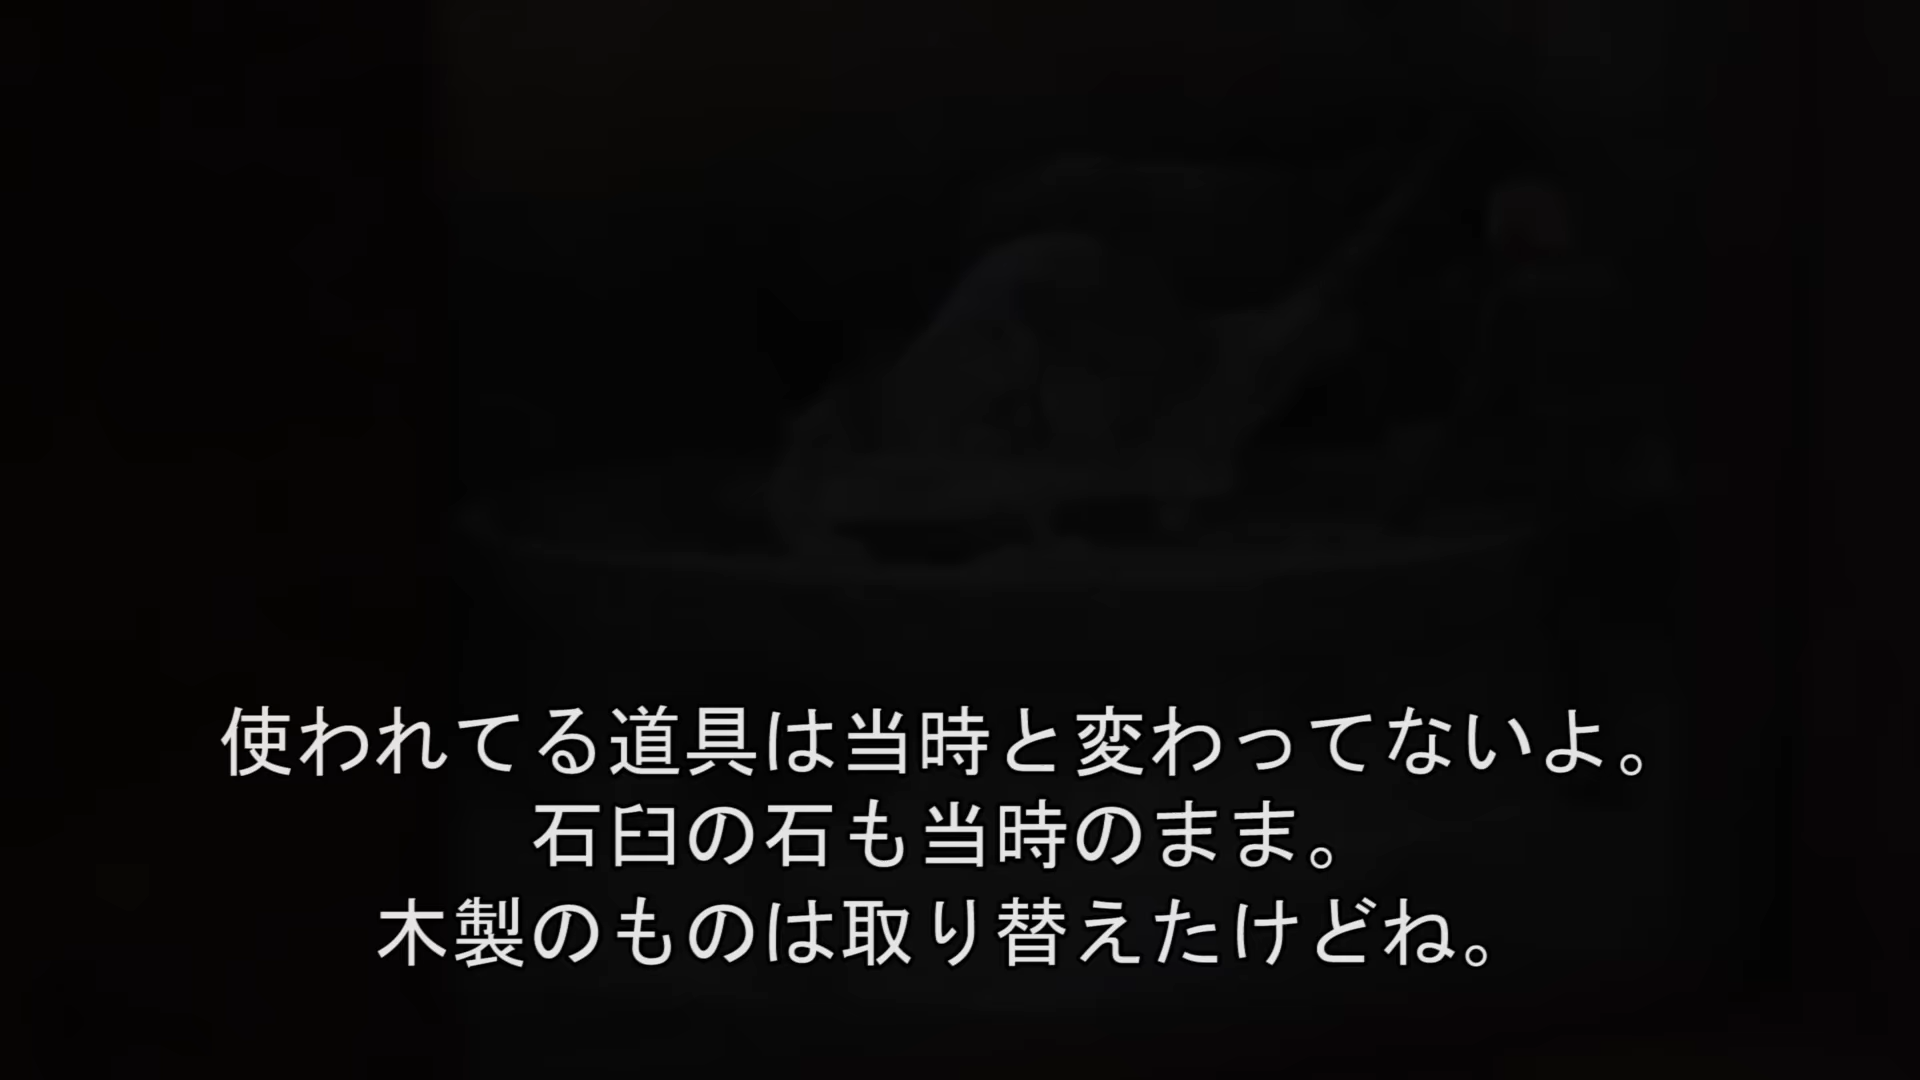 使われてる道具は当時と変わってないよ。
石臼の石も当時のまま。
木製のものは取り替えたけどね。